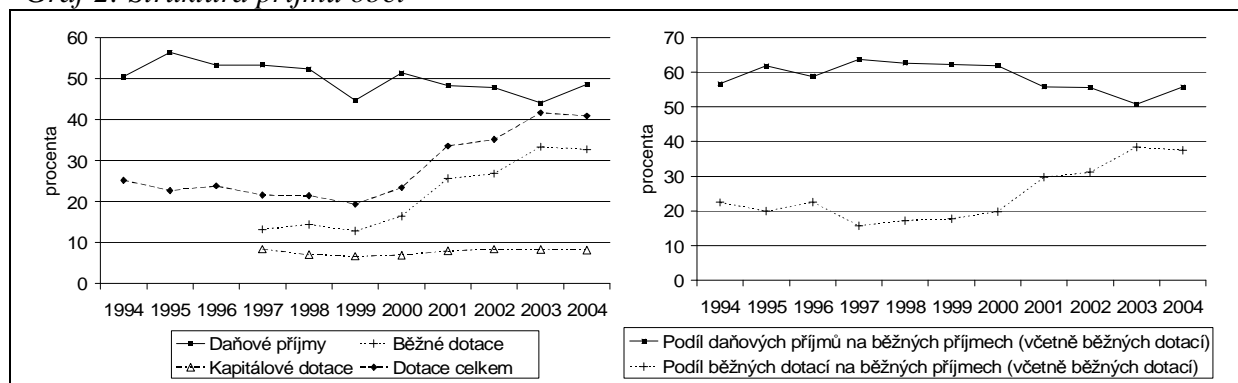 Graf 2: Struktura příjmů obcí
60
50
40
30
20
10
0
procenta
1994 1995 1996 1997 1998 1999 2000 2001 2002 2003 2004
Daňové příjmy
Běžné dotace
Kapitálové dotace
Dotace celkem
70
60
50
40
30
20
10
0
procenta
1994 1995 1996 1997 1998 1999 2000 2001 2002 2003 2004
Podíl daňových příjmů na běžných příjmech (včetně běžných dotací)
Podíl běžných dotací na běžných příjmech (včetně běžných dotací)